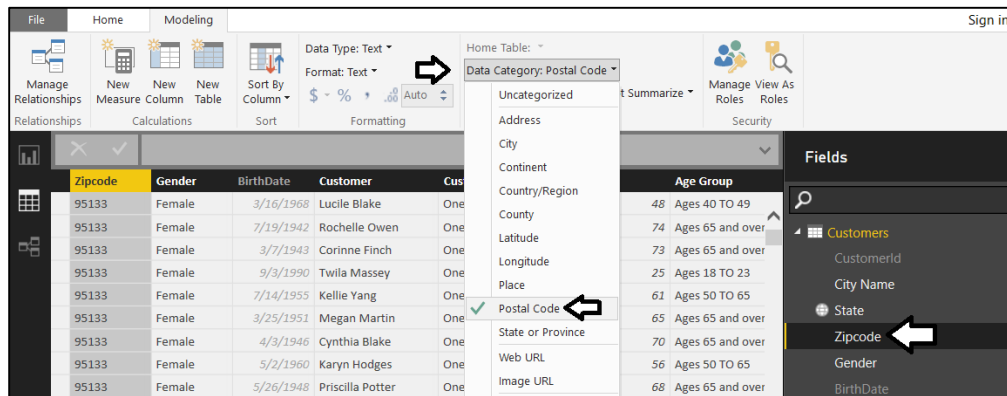 File Home Modeling Sign in
Manage Relationships
New Measure
New Column
New Table
Sort By Column
Data Type: Text
Format: Text
$ - % , .00 Auto
Home Table:
Data Category: Postal Code
t Summarize
Manage Roles
View As Roles
Relationships Calculations Sort Formatting Security
Uncategorized
Address
City
Continent
Country/Region
County
Latitude
Longitude
Place
Postal Code
State or Province
Web URL
Image URL
Zipcode Gender BirthDate Customer Cus Age Group
95133 Female 3/16/1968 Lucile Blake One 48 Ages 40 TO 49
95133 Female 7/19/1942 Rochelle Owen One 74 Ages 65 and over
95133 Female 3/7/1943 Corinne Finch One 73 Ages 65 and over
95133 Female 9/3/1990 Twila Massey One 25 Ages 18 TO 23
95133 Female 7/14/1955 Kellie Yang One 61 Ages 50 TO 65
95133 Female 3/25/1951 Megan Martin One 65 Ages 65 and over
95133 Female 4/3/1946 Cynthia Blake One 70 Ages 65 and over
95133 Female 5/2/1960 Karyn Hodges One 56 Ages 50 TO 65
95133 Female 5/26/1948 Priscilla Potter One 68 Ages 65 and over
Fields
Customers
CustomerId
City Name
State
Zipcode
Gender
BirthDate